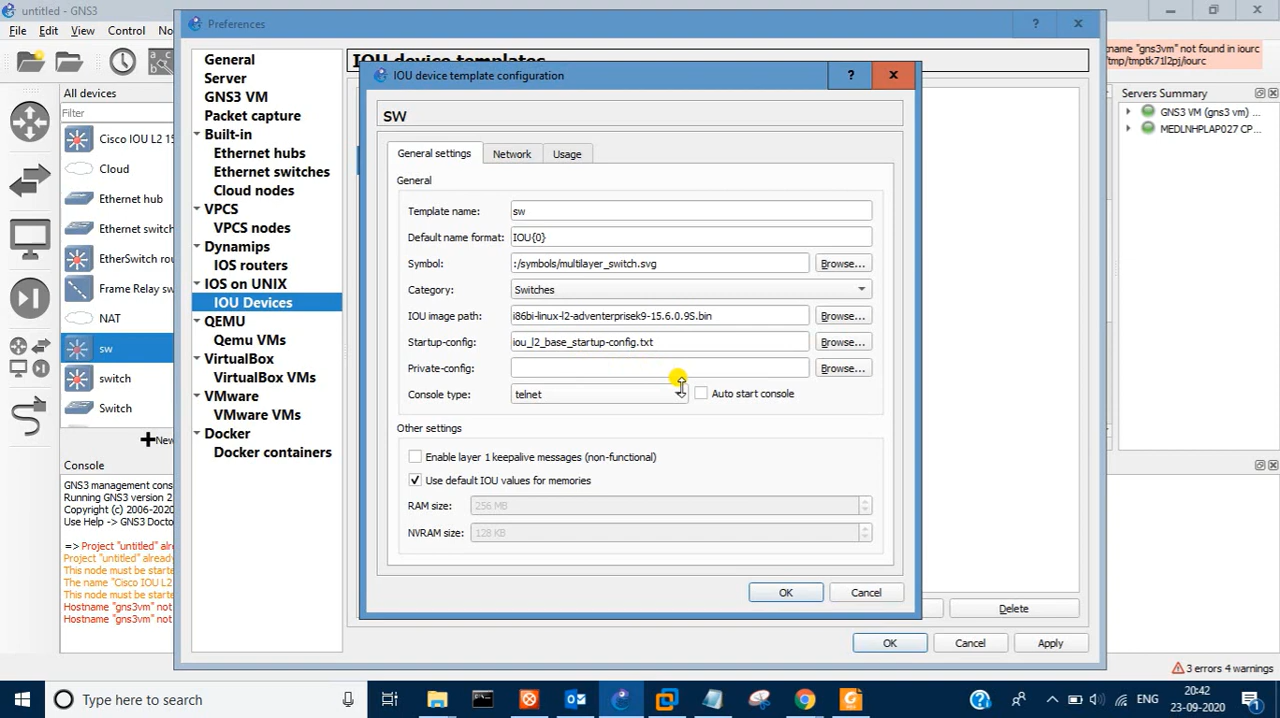 untitled - GNS3
File Edit View Control
Preferences
?
name "gns3vm" not found in iourc
/tmp/tmptk71l2pj/iourc
All devices
Filter
Cisco IOU L2 15
Cloud
Ethernet hub
Ethernet switch
EtherSwitch
Frame Relay sw
NAT
sw
switch
Switch
New
Console
GNS3 management cons
Running GNS3 version 2
Copyright (c) 2006-2020
Use Help -> GNS3 Doct
=> Project "untitled" alr
Project "untitled" already
This node must be starte
The name "Cisco IOU L2
This node must be starte
Hostname "gns3vm" not
Hostname "gns3vm" not
General
Server
GNS3 VM
Packet capture
Built-in
Ethernet hubs
Ethernet switches
Cloud nodes
VPCS
VPCS nodes
Dynamips
IOS routers
IOS on UNIX
IOU Devices
QEMU
Qemu VMs
VirtualBox
VirtualBox VMs
VMware
VMware VMs
Docker
Docker containers
IOU device templates
IOU device template configuration
?
SW
General settings Network Usage
General
Template name: sw
Default name format: IOU{0}
Symbol: :/symbols/multilayer_switch.svg Browse...
Category: Switches
IOU image path: i86bi-linux-l2-adventerprisek9-15.6.0.9S.bin Browse...
Startup-config: iou_l2_base_startup-config.txt Browse...
Private-config: Browse...
Console type: telnet Auto start console
Other settings
Enable layer 1 keepalive messages (non-functional)
Use default IOU values for memories
RAM size: 256 MB
NVRAM size: 128 KB
OK Cancel
Delete
OK Cancel Apply
Servers Summary
GNS3 VM (gns3 vm) ...
MEDLNHPLAP027 CP...
3 errors 4 warnings
Type here to search
ENG
20:42
23-09-2020
1